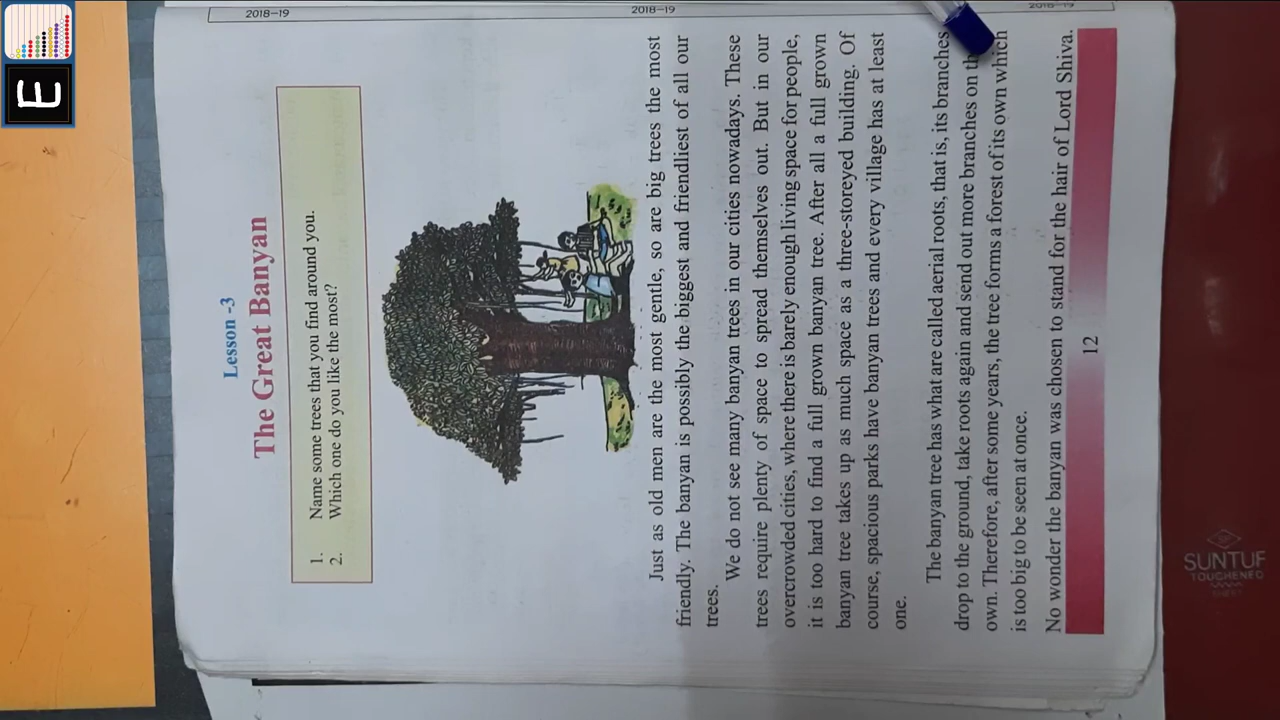 2018–19
2018–19
Lesson -3
The Great Banyan
1. Name some trees that you find around you.
2. Which one do you like the most?
Just as old men are the most gentle, so are big trees the most
friendly. The banyan is possibly the biggest and friendliest of all our
trees.
We do not see many banyan trees in our cities nowadays. These
trees require plenty of space to spread themselves out. But in our
overcrowded cities, where there is barely enough living space for people,
it is too hard to find a full grown banyan tree. After all a full grown
banyan tree takes up as much space as a three-storeyed building. Of
course, spacious parks have banyan trees and every village has at least
one.
The banyan tree has what are called aerial roots, that is, its branches
drop to the ground, take roots again and send out more branches on
own. Therefore, after some years, the tree forms a forest of its own which
is too big to be seen at once.
No wonder the banyan was chosen to stand for the hair of Lord Shiva.
12
E
SUNTUF
TOUGHENED